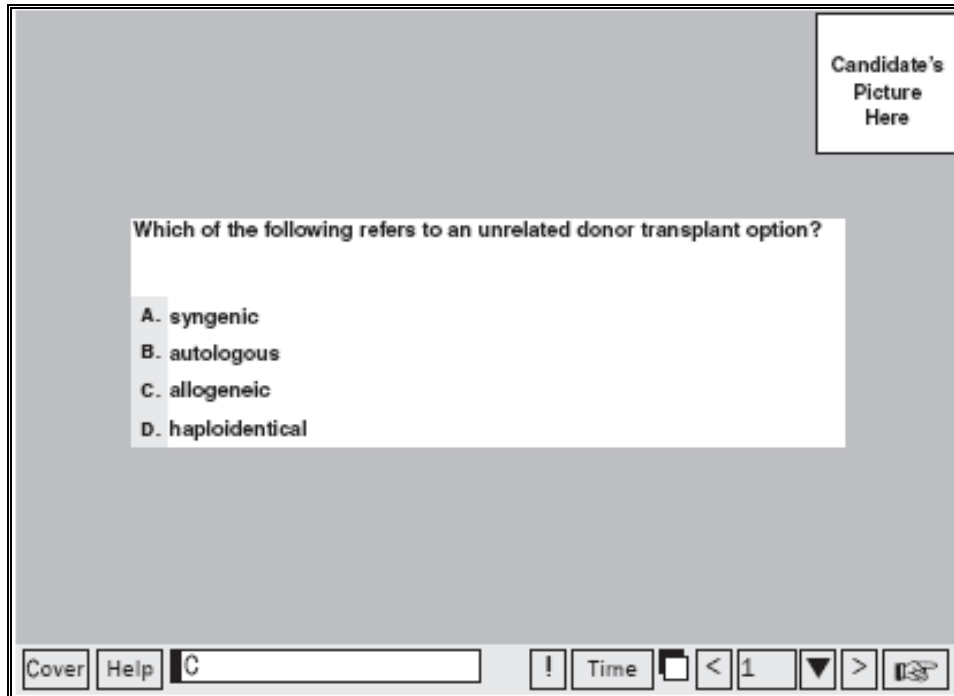 Candidate's
Picture
Here
Which of the following refers to an unrelated donor transplant option?
A. syngenic
B. autologous
C. allogeneic
D. haploidentical
Cover Help C ! Time < 1 ▼ >